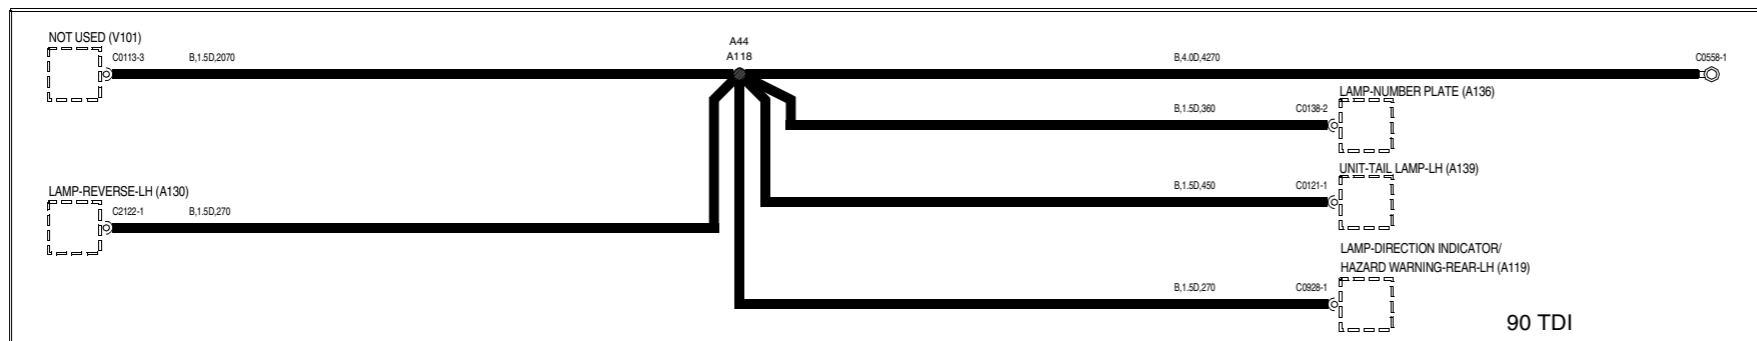 NOT USED (V101)
C0113-3 B,1.5D,2070
A44
A118
B,4.0D,4270 C0558-1
LAMP-NUMBER PLATE (A136)
B,1.5D,360 C0138-2
UNIT-TAIL LAMP-LH (A139)
B,1.5D,450 C0121-1
LAMP-REVERSE-LH (A130)
C2122-1 B,1.5D,270
LAMP-DIRECTION INDICATOR/
HAZARD WARNING-REAR-LH (A119)
B,1.5D,270 C0928-1
90 TDI